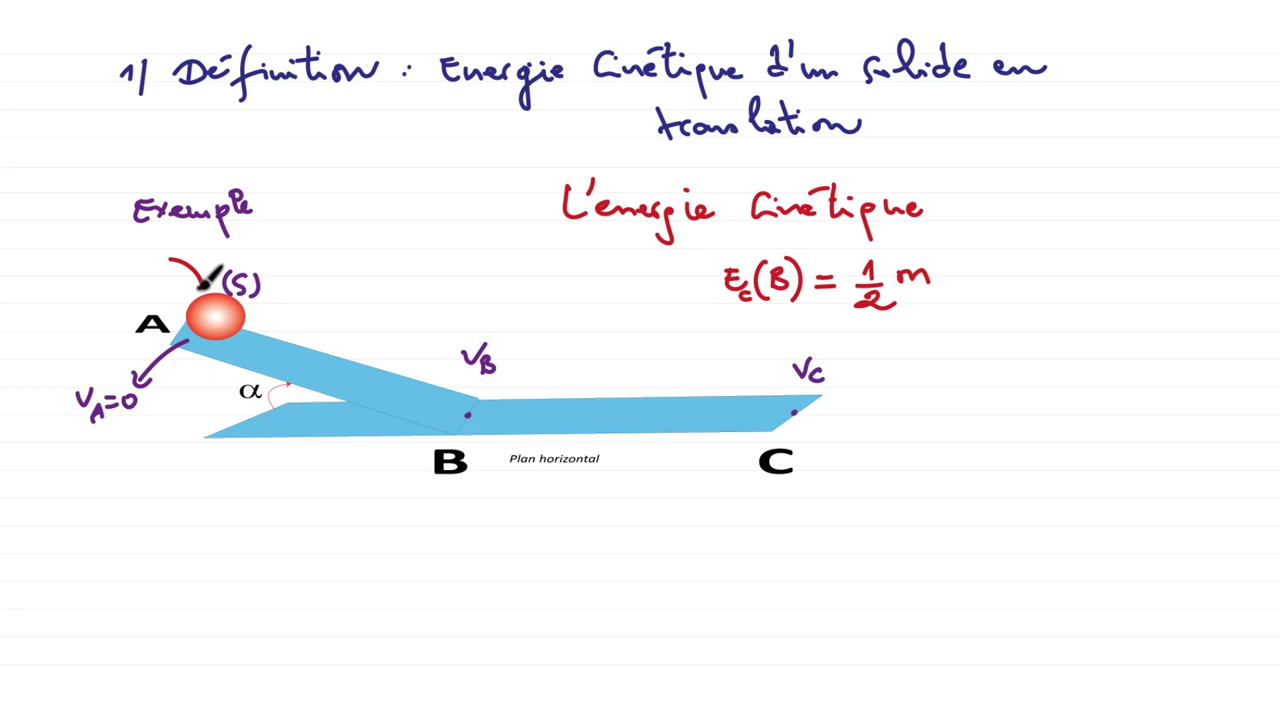 1) Définition : Energie Cinétique d'un solide en
translation
Exemple
L'énergie Cinétique
(S)
Ec(B) = 1/2 m
A
VB
VC
α
VA=0
B
Plan horizontal
C